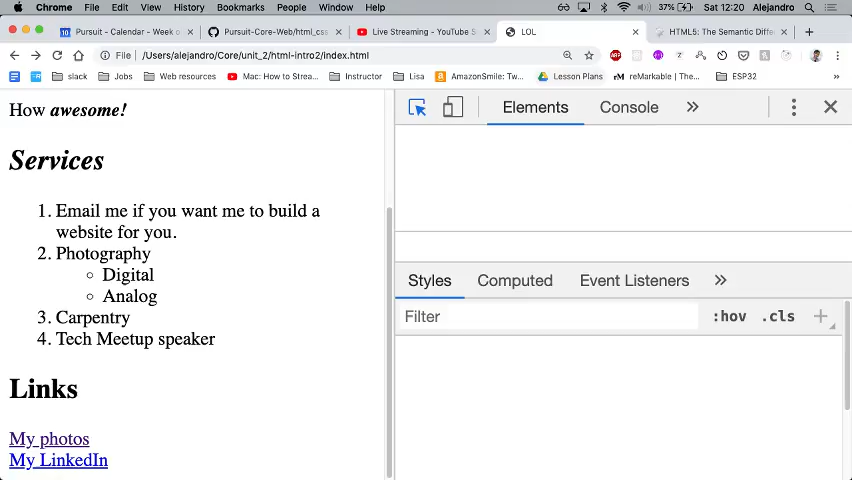 Chrome File Edit View History Bookmarks People Window Help 37% Sat 12:20 Alejandro
Pursuit - Calendar - Week o Pursuit-Core-Web/html_css Live Streaming - YouTube S LOL HTML5: The Semantic Differ
File /Users/alejandro/Core/unit_2/html-intro2/index.html
slack Jobs Web resources Mac: How to Strea... Instructor Lisa AmazonSmile: Tw... Lesson Plans reMarkable | The... ESP32
How awesome!
Services
1. Email me if you want me to build a
website for you.
2. Photography
Digital
Analog
3. Carpentry
4. Tech Meetup speaker
Links
My photos
My LinkedIn
Elements Console
Styles Computed Event Listeners
Filter :hov .cls